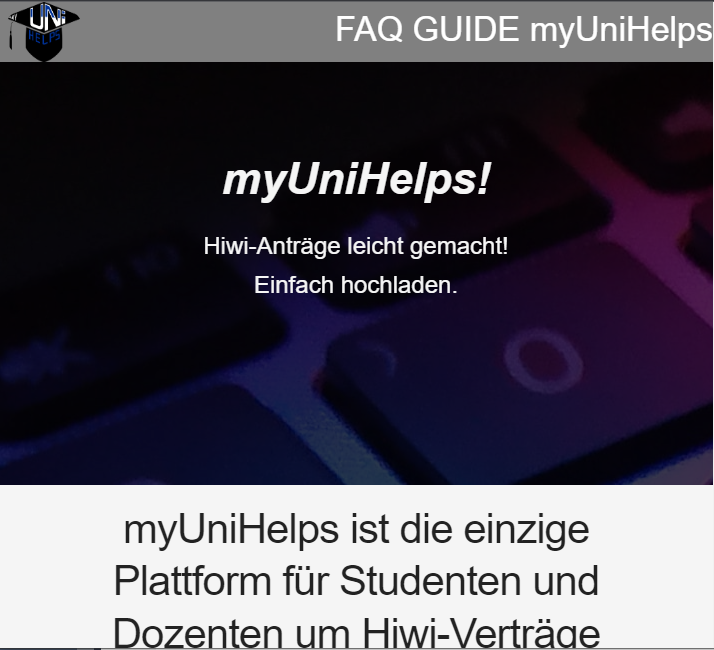 UNi
HELPS
FAQ GUIDE myUniHelps
myUniHelps!
Hiwi-Anträge leicht gemacht!
Einfach hochladen.
O
myUniHelps ist die einzige
Plattform für Studenten und
Dozenten um Hiwi-Verträge